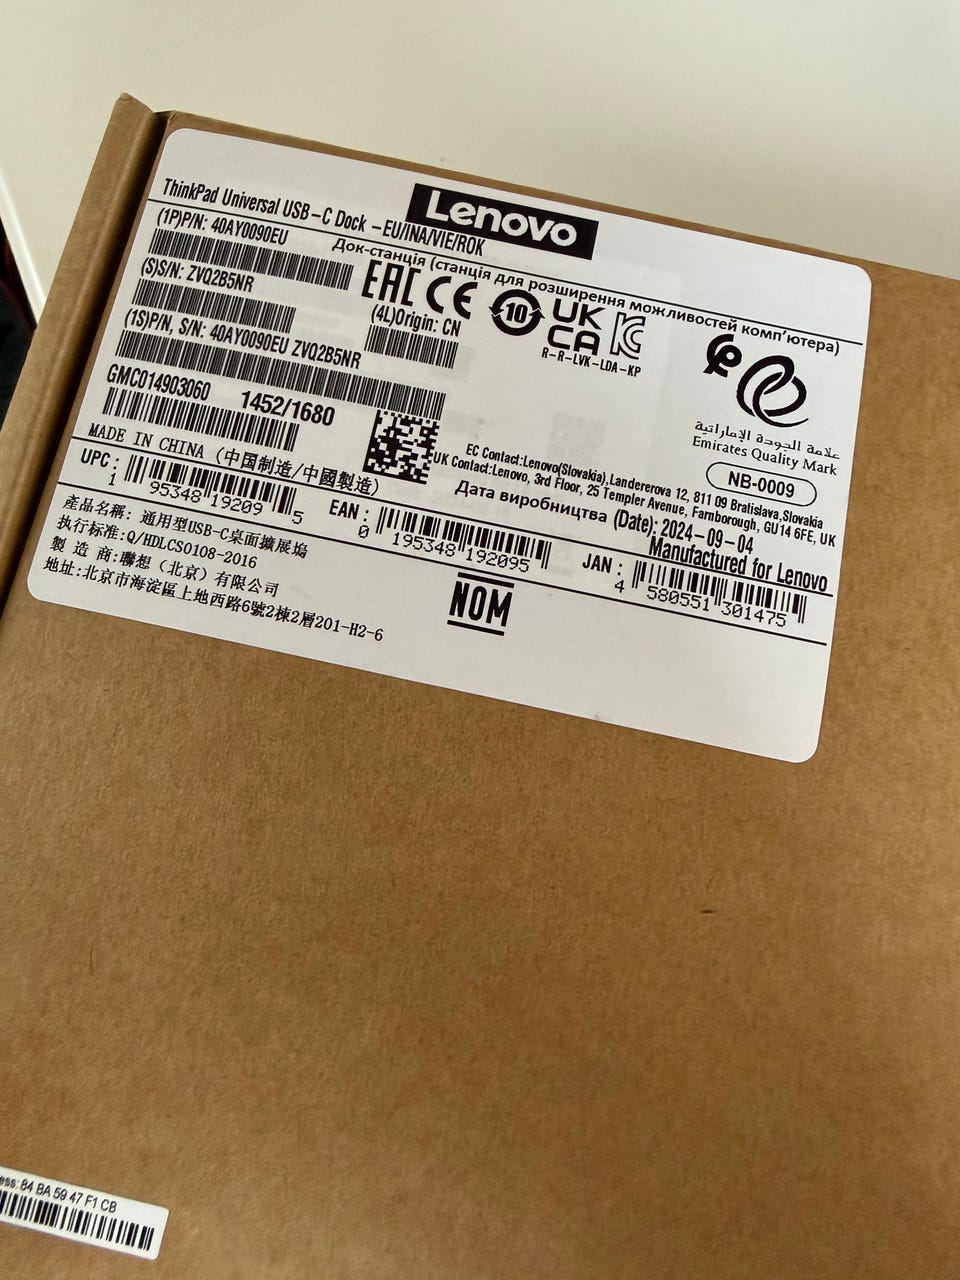 Lenovo
ThinkPad Universal USB-C Dock -EU/INA/VIE/ROK
Док-станція (станція для розширення можливостей комп'ютера)
(1P)P/N: 40AY0090EU
(S)S/N: ZVQ2B5NR
(4L)Origin: CN
(1S)P/N, S/N: 40AY0090EU ZVQ2B5NR
EAC CE 10 UK CA KC
R-R-LVK-LDA-KP
علامة الجودة الإماراتية
Emirates Quality Mark
NB-0009
GMC014903060 1452/1680
MADE IN CHINA (中国制造/中國製造)
EC Contact:Lenovo(Slovakia),Landererova 12, 811 09 Bratislava,Slovakia
UK Contact:Lenovo, 3rd Floor, 25 Templer Avenue, Farnborough, GU14 6FE, UK
Дата виробництва (Date): 2024-09-04
Manufactured for Lenovo
UPC: 1 95348 19209 5
EAN: 0 195348 192095
JAN: 4 580551 301475
產品名稱: 通用型USB-C桌面擴展塢
执行标准:Q/HDLCS0108-2016
製 造 商:聯想（北京）有限公司
地址:北京市海淀區上地西路6號2棟2層201-H2-6
NOM
ess: 84 BA 59 47 F1 CB